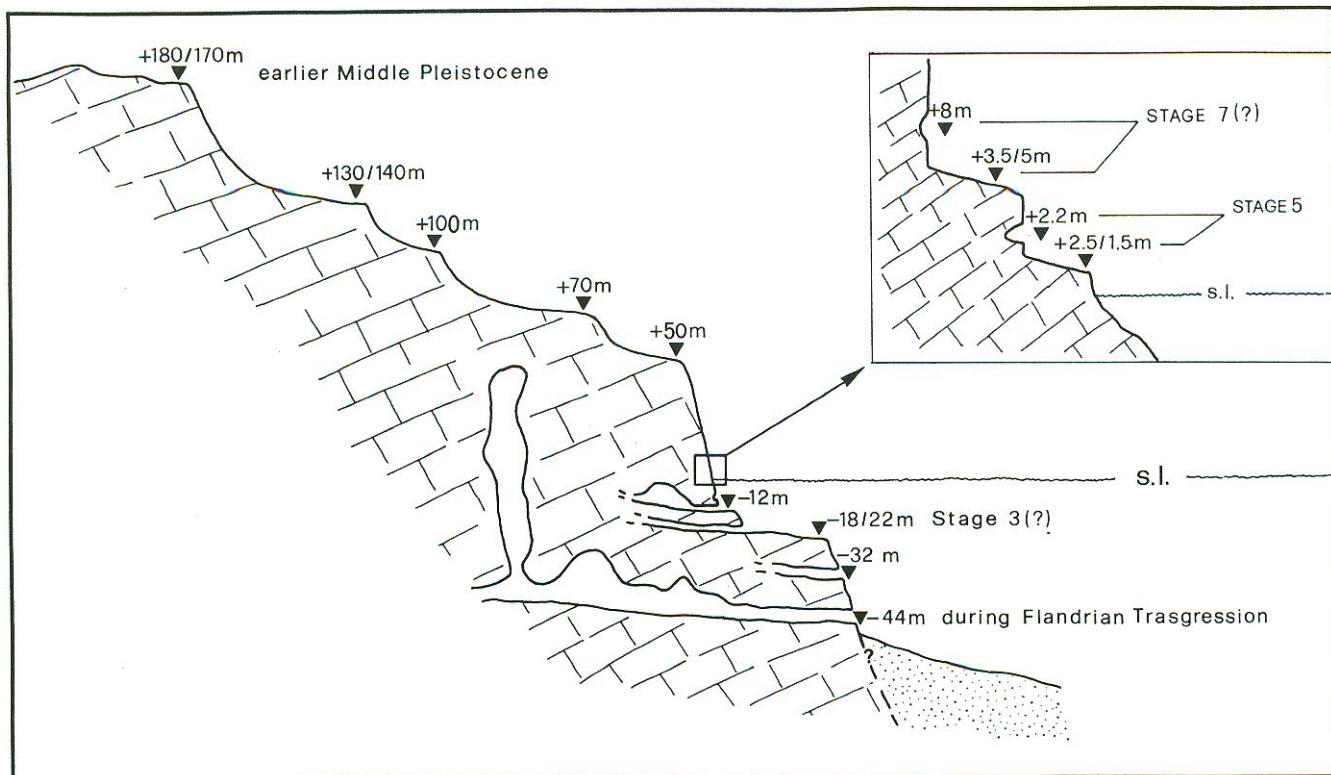 +180/170m
earlier Middle Pleistocene
+130/140m
+100m
+70m
+50m
s.l.
-12m
-18/22m Stage 3(?)
-32 m
-44m during Flandrian Trasgression
?
+8m
STAGE 7(?)
+3.5/5m
+2.2m
STAGE 5
+2.5/1.5m
s.l.